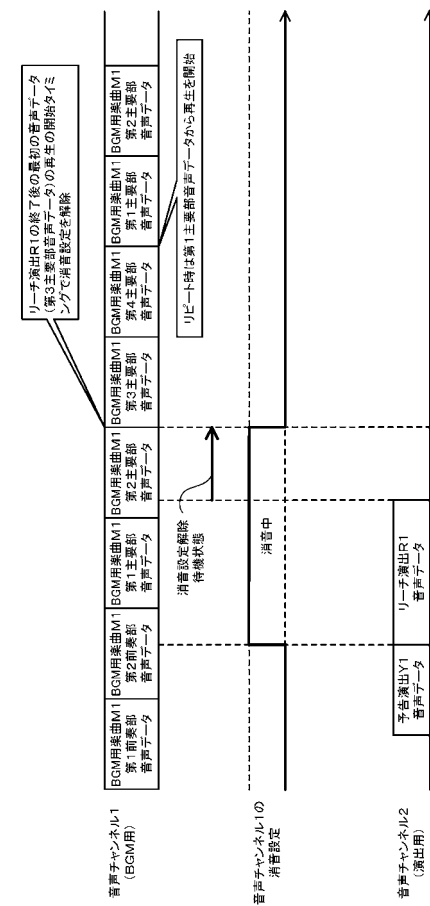 リーチ演出R1の終了後の最初の音声データ
(第3主要部音声データ)の再生の開始タイミ
ングで消音設定を解除
音声チャンネル1
(BGM用)
BGM用楽曲M1
第1前奏部
音声データ
BGM用楽曲M1
第2前奏部
音声データ
BGM用楽曲M1
第1主要部
音声データ
BGM用楽曲M1
第2主要部
音声データ
BGM用楽曲M1
第3主要部
音声データ
BGM用楽曲M1
第4主要部
音声データ
BGM用楽曲M1
第1主要部
音声データ
BGM用楽曲M1
第2主要部
音声データ
リピート時は第1主要部音声データから再生を開始
消音設定解除
待機状態
音声チャンネル1の
消音設定
消音中
音声チャンネル2
(演出用)
予告演出Y1
音声データ
リーチ演出R1
音声データ